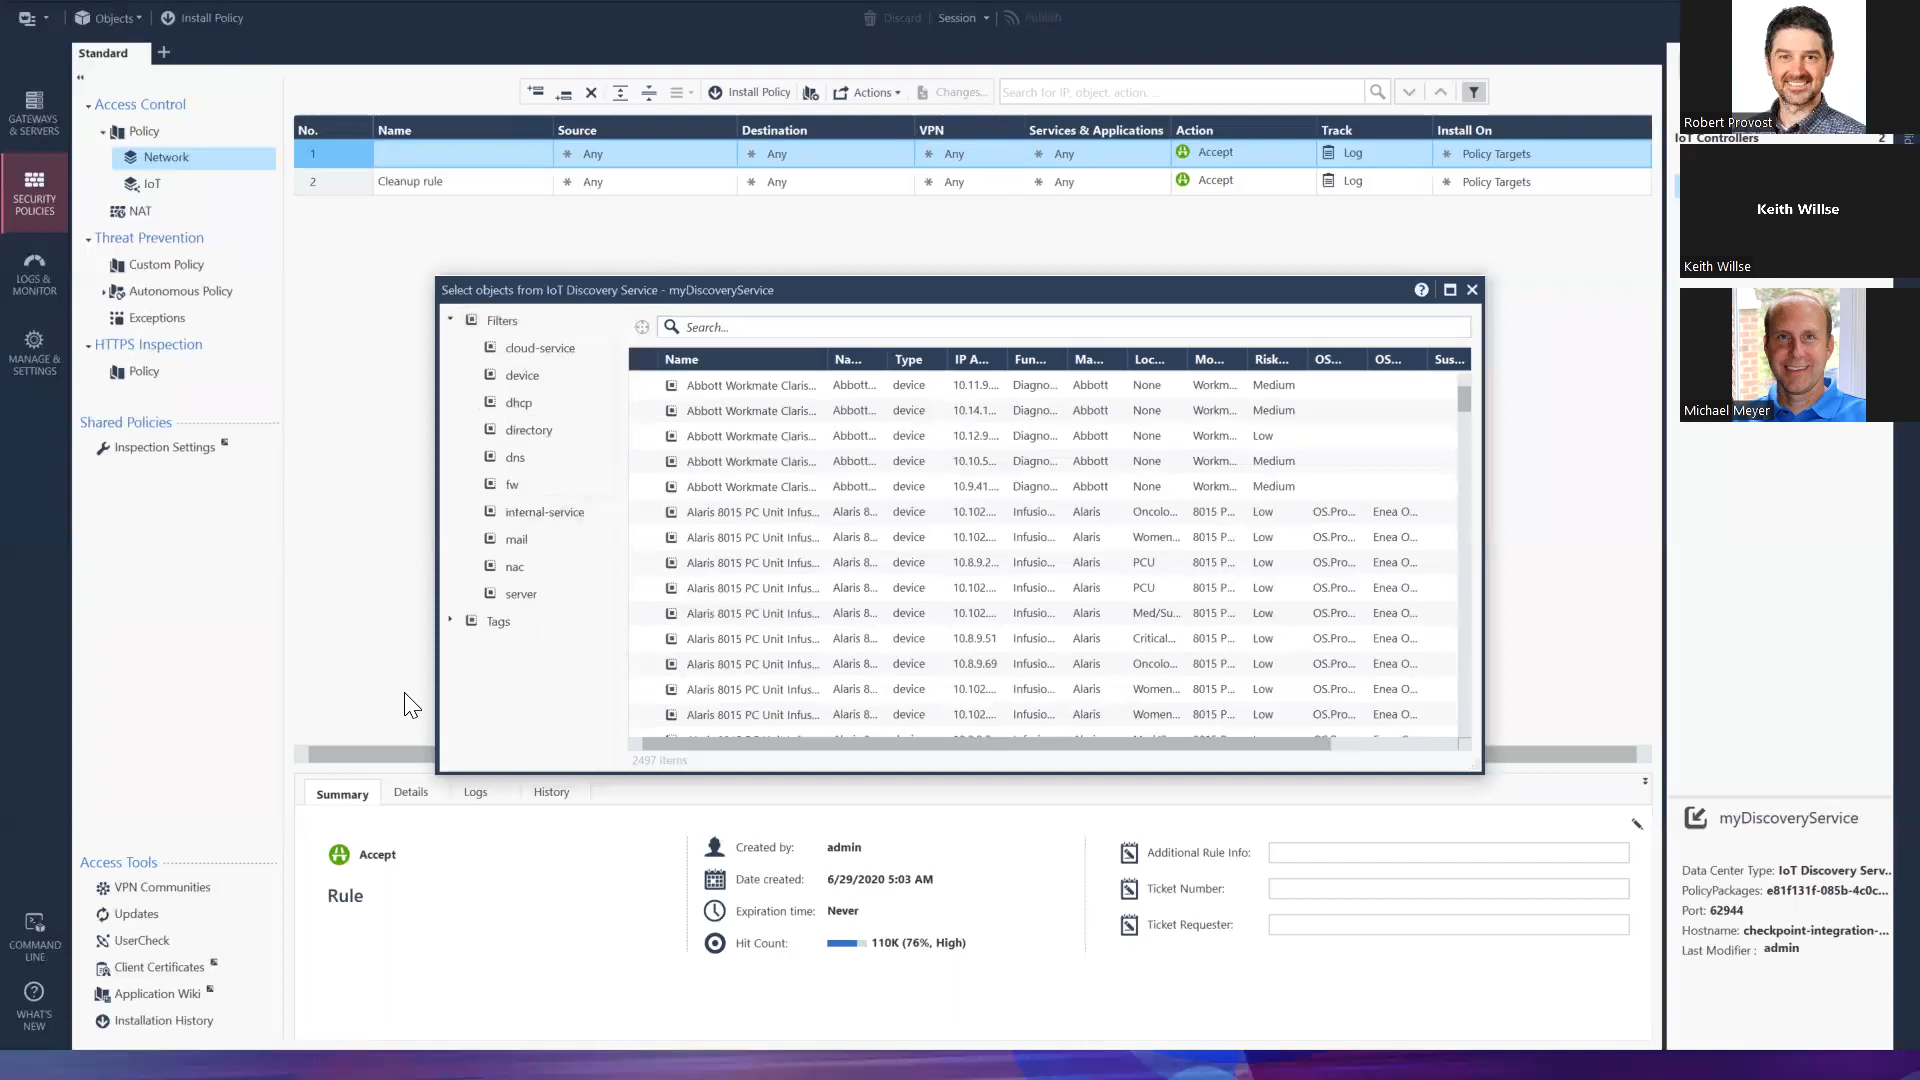 Objects
Install Policy
Discard
Session
Publish
Standard
GATEWAYS & SERVERS
SECURITY POLICIES
LOGS & MONITOR
MANAGE & SETTINGS
COMMAND LINE
WHAT'S NEW
Access Control
Policy
Network
IoT
NAT
Threat Prevention
Custom Policy
Autonomous Policy
Exceptions
HTTPS Inspection
Policy
Shared Policies
Inspection Settings
Access Tools
VPN Communities
Updates
UserCheck
Client Certificates
Application Wiki
Installation History
Install Policy
Actions
Changes...
Search for IP, object, action, ...
No. Name Source Destination VPN Services & Applications Action Track Install On
1 Any Any Any Any Accept Log Policy Targets
2 Cleanup rule Any Any Any Any Accept Log Policy Targets
Select objects from IoT Discovery Service - myDiscoveryService
Filters
cloud-service
device
dhcp
directory
dns
fw
internal-service
mail
nac
server
Tags
Search...
Name Na... Type IP A... Fun... Ma... Loc... Mo... Risk... OS... OS... Sus...
Abbott Workmate Claris... Abbott... device 10.11.9.... Diagno... Abbott None Workm... Medium
Abbott Workmate Claris... Abbott... device 10.14.1... Diagno... Abbott None Workm... Medium
Abbott Workmate Claris... Abbott... device 10.12.9... Diagno... Abbott None Workm... Low
Abbott Workmate Claris... Abbott... device 10.10.5... Diagno... Abbott None Workm... Medium
Abbott Workmate Claris... Abbott... device 10.9.41... Diagno... Abbott None Workm... Medium
Alaris 8015 PC Unit Infus... Alaris 8... device 10.102.... Infusio... Alaris Oncolo... 8015 P... Low OS.Pro... Enea O...
Alaris 8015 PC Unit Infus... Alaris 8... device 10.102.... Infusio... Alaris Women... 8015 P... Low OS.Pro... Enea O...
Alaris 8015 PC Unit Infus... Alaris 8... device 10.8.9.2... Infusio... Alaris PCU 8015 P... Low OS.Pro... Enea O...
Alaris 8015 PC Unit Infus... Alaris 8... device 10.102.... Infusio... Alaris PCU 8015 P... Low OS.Pro... Enea O...
Alaris 8015 PC Unit Infus... Alaris 8... device 10.102.... Infusio... Alaris Med/Su... 8015 P... Low OS.Pro... Enea O...
Alaris 8015 PC Unit Infus... Alaris 8... device 10.8.9.51 Infusio... Alaris Critical... 8015 P... Low OS.Pro... Enea O...
Alaris 8015 PC Unit Infus... Alaris 8... device 10.8.9.69 Infusio... Alaris Oncolo... 8015 P... Low OS.Pro... Enea O...
Alaris 8015 PC Unit Infus... Alaris 8... device 10.102.... Infusio... Alaris Women... 8015 P... Low OS.Pro... Enea O...
Alaris 8015 PC Unit Infus... Alaris 8... device 10.102.... Infusio... Alaris Women... 8015 P... Low OS.Pro... Enea O...
2497 items
Summary Details Logs History
Accept
Rule
Created by: admin
Date created: 6/29/2020 5:03 AM
Expiration time: Never
Hit Count: 110K (76%, High)
Additional Rule Info:
Ticket Number:
Ticket Requester:
Robert Provost
IoT Controllers 2
Keith Willse
Keith Willse
Michael Meyer
myDiscoveryService
Data Center Type: IoT Discovery Serv..
PolicyPackages: e81f131f-085b-4c0c...
Port: 62944
Hostname: checkpoint-integration-...
Last Modifier : admin